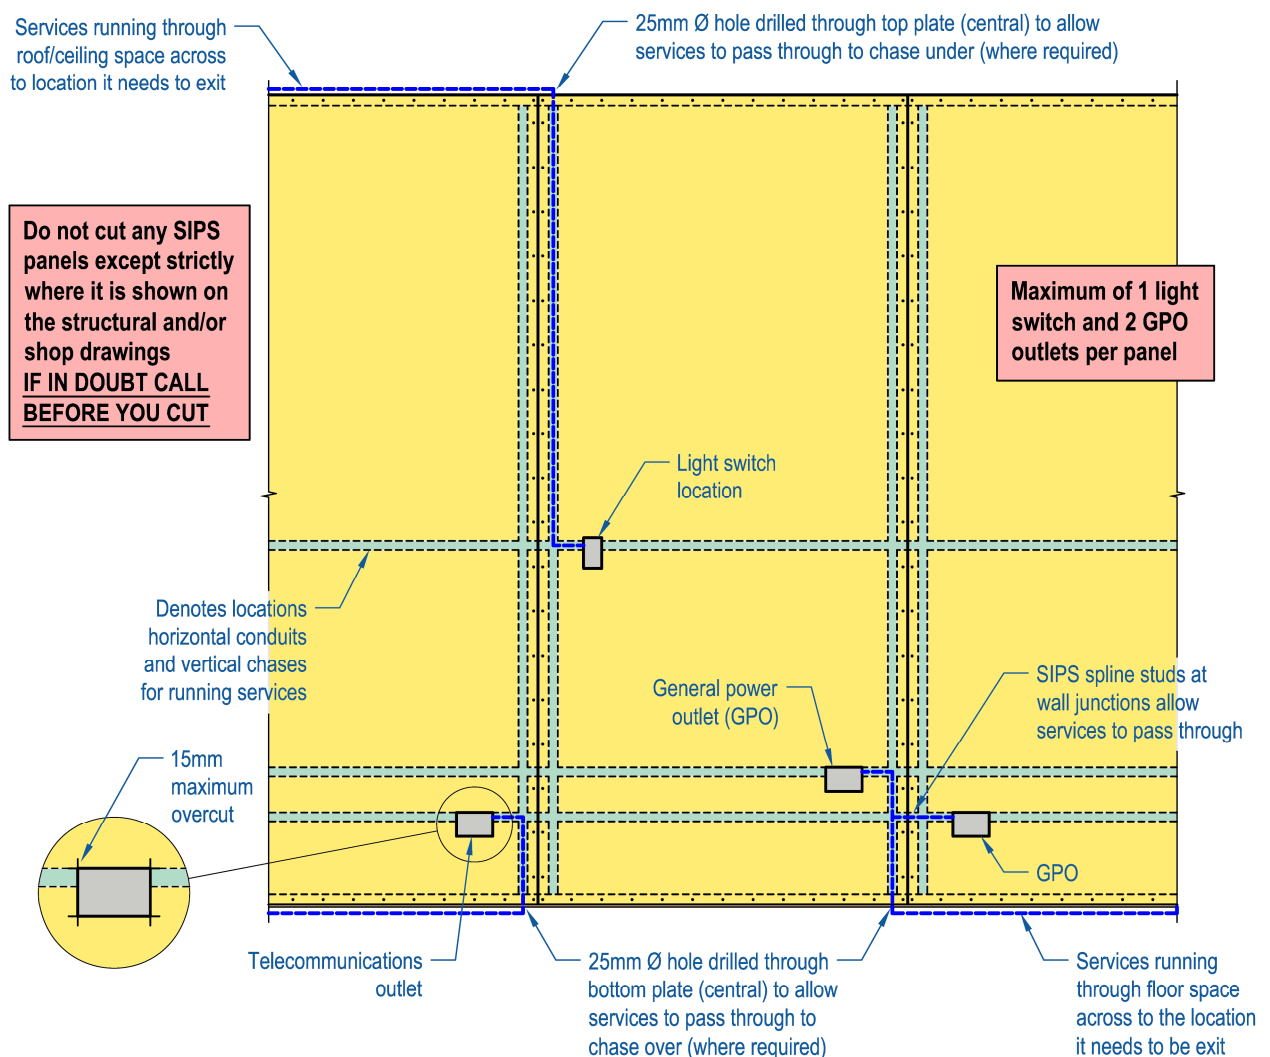 Services running through
roof/ceiling space across
to location it needs to exit
25mm Ø hole drilled through top plate (central) to allow
services to pass through to chase under (where required)
Do not cut any SIPS
panels except strictly
where it is shown on
the structural and/or
shop drawings
IF IN DOUBT CALL
BEFORE YOU CUT
Maximum of 1 light
switch and 2 GPO
outlets per panel
Light switch
location
Denotes locations
horizontal conduits
and vertical chases
for running services
General power
outlet (GPO)
SIPS spline studs at
wall junctions allow
services to pass through
15mm
maximum
overcut
GPO
Telecommunications
outlet
25mm Ø hole drilled through
bottom plate (central) to allow
services to pass through to
chase over (where required)
Services running
through floor space
across to the location
it needs to be exit